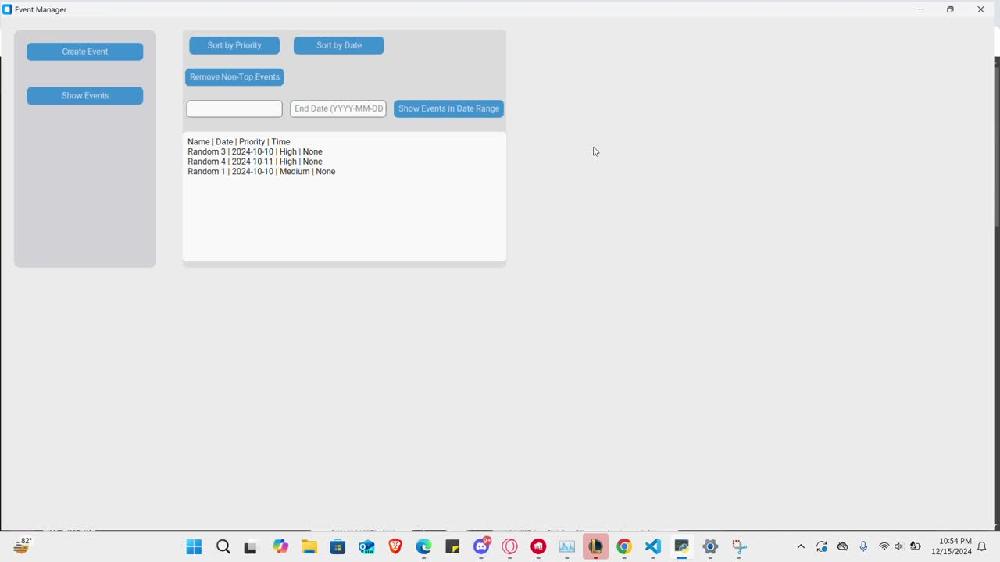 Event Manager
Create Event
Show Events
Sort by Priority
Sort by Date
Remove Non-Top Events
End Date (YYYY-MM-DD
Show Events in Date Range
Name | Date | Priority | Time
Random 3 | 2024-10-10 | High | None
Random 4 | 2024-10-11 | High | None
Random 1 | 2024-10-10 | Medium | None
82°
NEW
9+
10:54 PM
12/15/2024